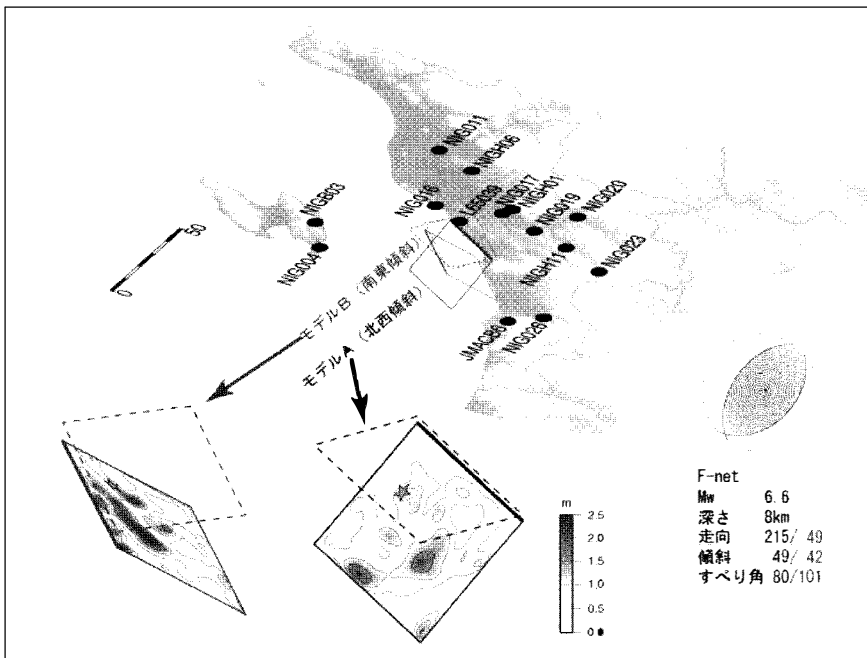 NIG011
NIGH06
NIG016
65039
NIG017
NIGH01
NIG019
NIG020
NIGB03
NIG004
NIGH11
NIG023
50
0
JMACB6
NIG026
モデルB (南東傾斜)
モデルA (北西傾斜)
m
2.5
2.0
1.5
1.0
0.5
0.0
F-net
Mw 6.6
深さ 8km
走向 215/ 49
傾斜 49/ 42
すべり角 80/101